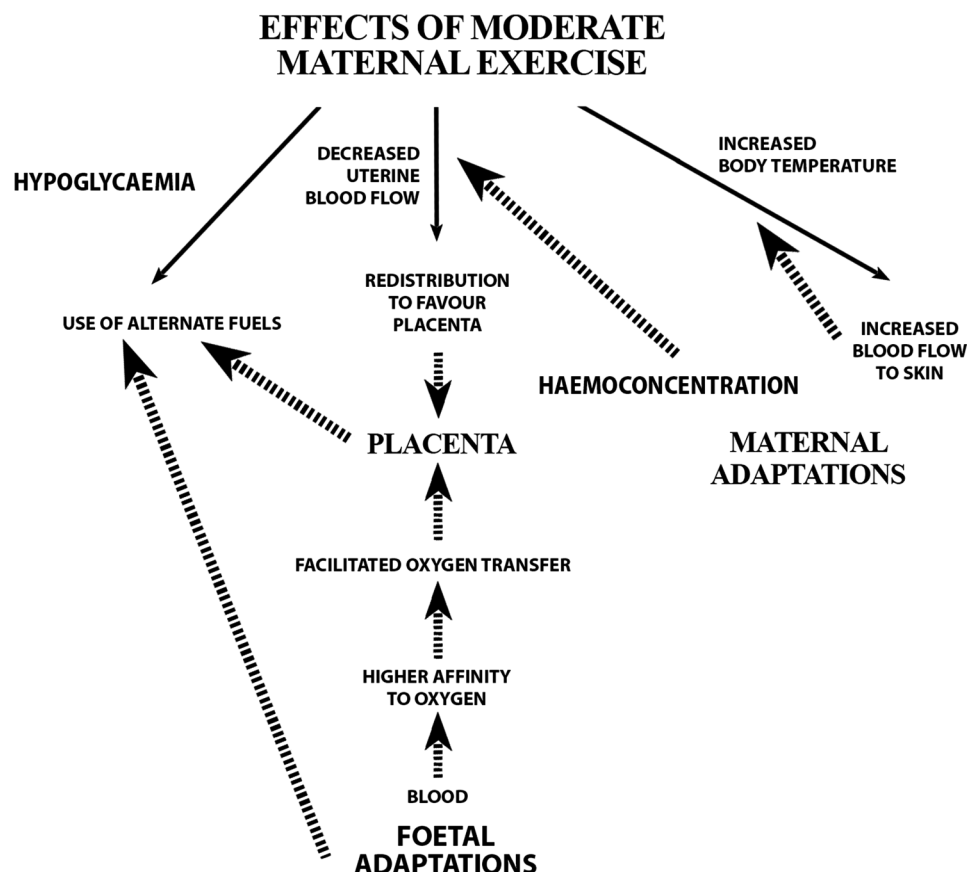 EFFECTS OF MODERATE
MATERNAL EXERCISE
HYPOGLYCAEMIA
DECREASED
UTERINE
BLOOD FLOW
INCREASED
BODY TEMPERATURE
USE OF ALTERNATE FUELS
REDISTRIBUTION
TO FAVOUR
PLACENTA
HAEMOCONCENTRATION
INCREASED
BLOOD FLOW
TO SKIN
PLACENTA
MATERNAL
ADAPTATIONS
FACILITATED OXYGEN TRANSFER
HIGHER AFFINITY
TO OXYGEN
BLOOD
FOETAL
ADAPTATIONS